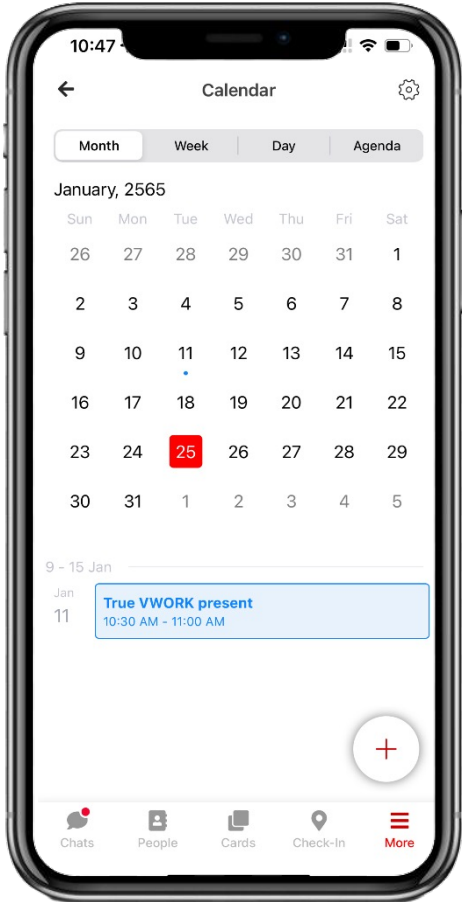 10:47
Calendar
Month Week Day Agenda
January, 2565
Sun Mon Tue Wed Thu Fri Sat
26 27 28 29 30 31 1
2 3 4 5 6 7 8
9 10 11 12 13 14 15
16 17 18 19 20 21 22
23 24 25 26 27 28 29
30 31 1 2 3 4 5
9 - 15 Jan
Jan
11
True VWORK present
10:30 AM - 11:00 AM
Chats People Cards Check-In More